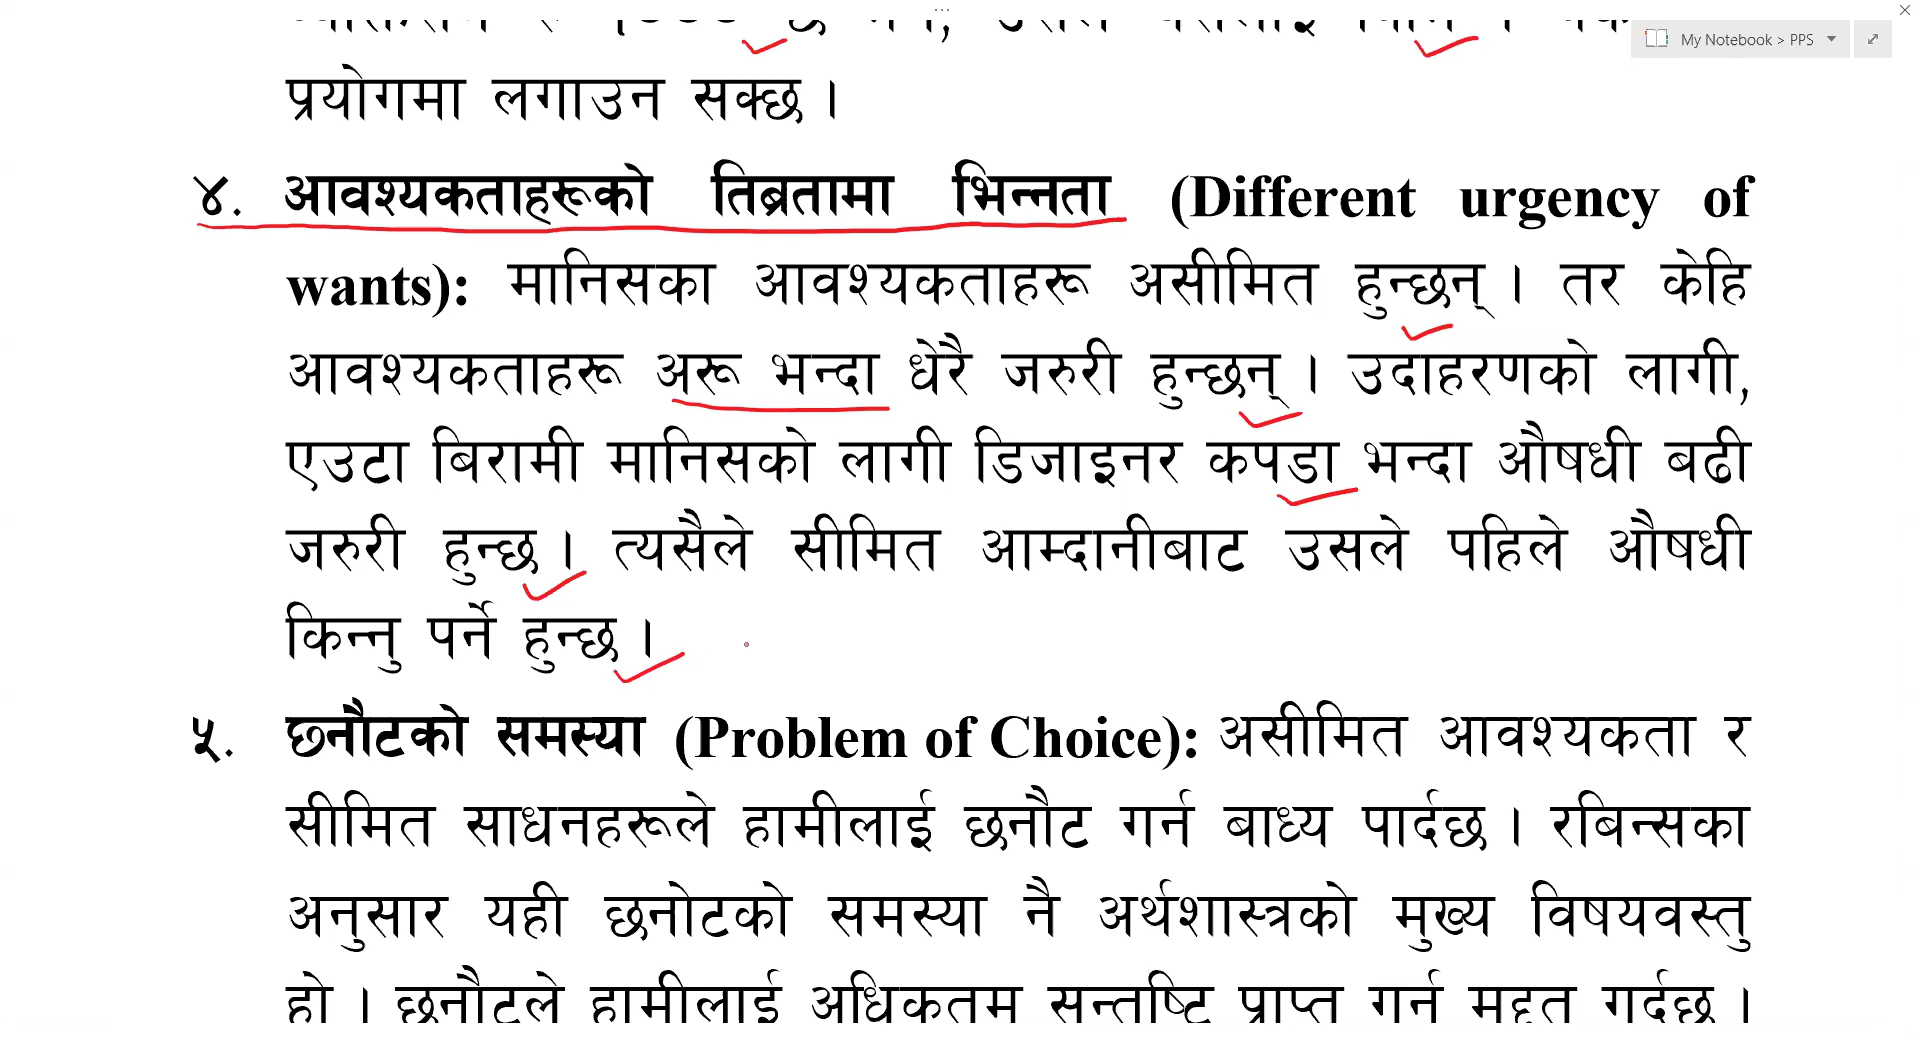 My Notebook > PPS
प्रयोगमा लगाउन सक्छ ।
४. आवश्यकताहरूको तिब्रतामा भिन्नता (Different urgency of
wants): मानिसका आवश्यकताहरू असीमित हुन्छन् । तर केहि
आवश्यकताहरू अरू भन्दा धेरै जरुरी हुन्छन् । उदाहरणको लागी,
एउटा बिरामी मानिसको लागी डिजाइनर कपडा भन्दा औषधी बढी
जरुरी हुन्छ । त्यसैले सीमित आम्दानीबाट उसले पहिले औषधी
किन्नु पर्ने हुन्छ ।
५. छनौटको समस्या (Problem of Choice): असीमित आवश्यकता र
सीमित साधनहरूले हामीलाई छनौट गर्न बाध्य पार्दछ । रबिन्सका
अनुसार यही छनोटको समस्या नै अर्थशास्त्रको मुख्य विषयवस्तु
हो । छनौटले हामीलाई अधिकतम सन्तष्टि प्राप्त गर्न मद्दत गर्दछ ।